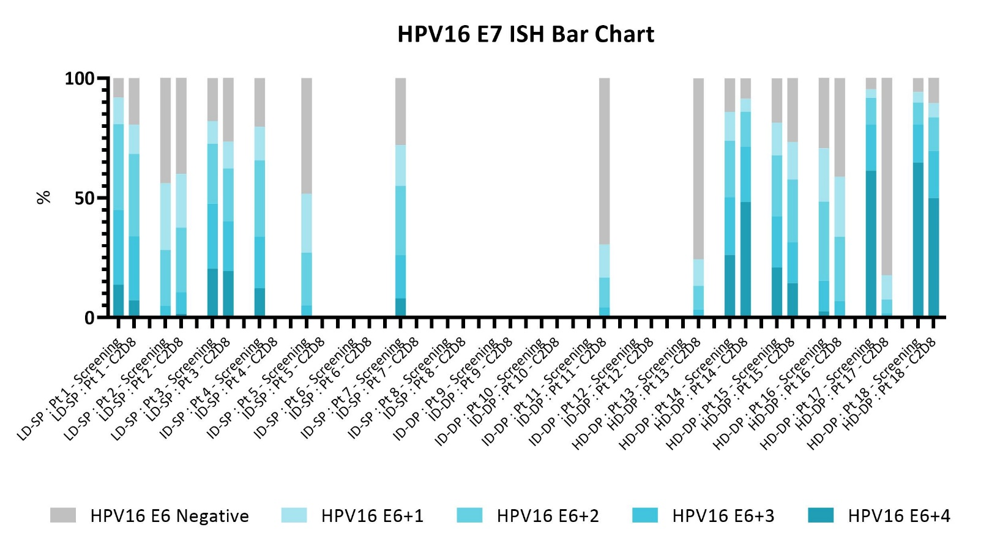 HPV16 E7 ISH Bar Chart
100
50
0
%
LD-SP : Pt 1 - Screening
LD-SP : Pt 1 - C2D8
LD-SP : Pt 2 - Screening
LD-SP : Pt 2 - C2D8
LD-SP : Pt 3 - Screening
LD-SP : Pt 3 - C2D8
ID-SP : Pt 4 - Screening
ID-SP : Pt 4 - C2D8
ID-SP : Pt 5 - Screening
ID-SP : Pt 5 - C2D8
ID-SP : Pt 6 - Screening
ID-SP : Pt 6 - C2D8
ID-SP : Pt 7 - Screening
ID-SP : Pt 7 - C2D8
ID-SP : Pt 8 - Screening
ID-SP : Pt 8 - C2D8
ID-DP : Pt 9 - Screening
ID-DP : Pt 9 - C2D8
ID-DP : Pt 10 - Screening
ID-DP : Pt 10 - C2D8
ID-DP : Pt 11 - Screening
ID-DP : Pt 11 - C2D8
ID-DP : Pt 12 - Screening
ID-DP : Pt 12 - C2D8
HD-DP : Pt 13 - Screening
HD-DP : Pt 13 - C2D8
HD-DP : Pt 14 - Screening
HD-DP : Pt 14 - C2D8
HD-DP : Pt 15 - Screening
HD-DP : Pt 15 - C2D8
HD-DP : Pt 16 - Screening
HD-DP : Pt 16 - C2D8
HD-DP : Pt 17 - Screening
HD-DP : Pt 17 - C2D8
HD-DP : Pt 18 - Screening
HD-DP : Pt 18 - C2D8
HPV16 E6 Negative
HPV16 E6+1
HPV16 E6+2
HPV16 E6+3
HPV16 E6+4